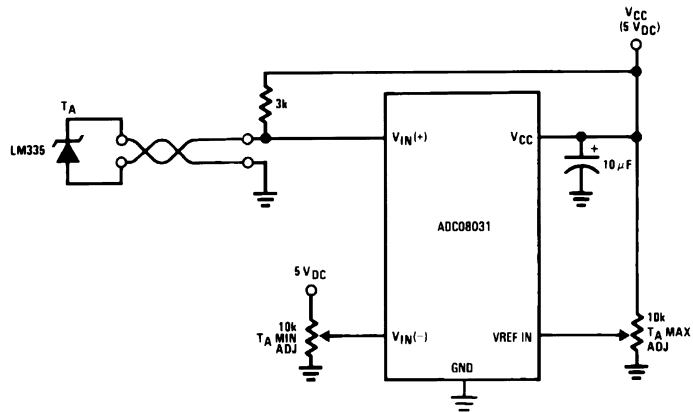 VCC
(5 VDC)
3k
TA
LM335
VIN(+)
VCC
+
10 μF
ADC08031
5 VDC
10k
TA MIN
ADJ
VIN(−)
VREF IN
10k
TA MAX
ADJ
GND